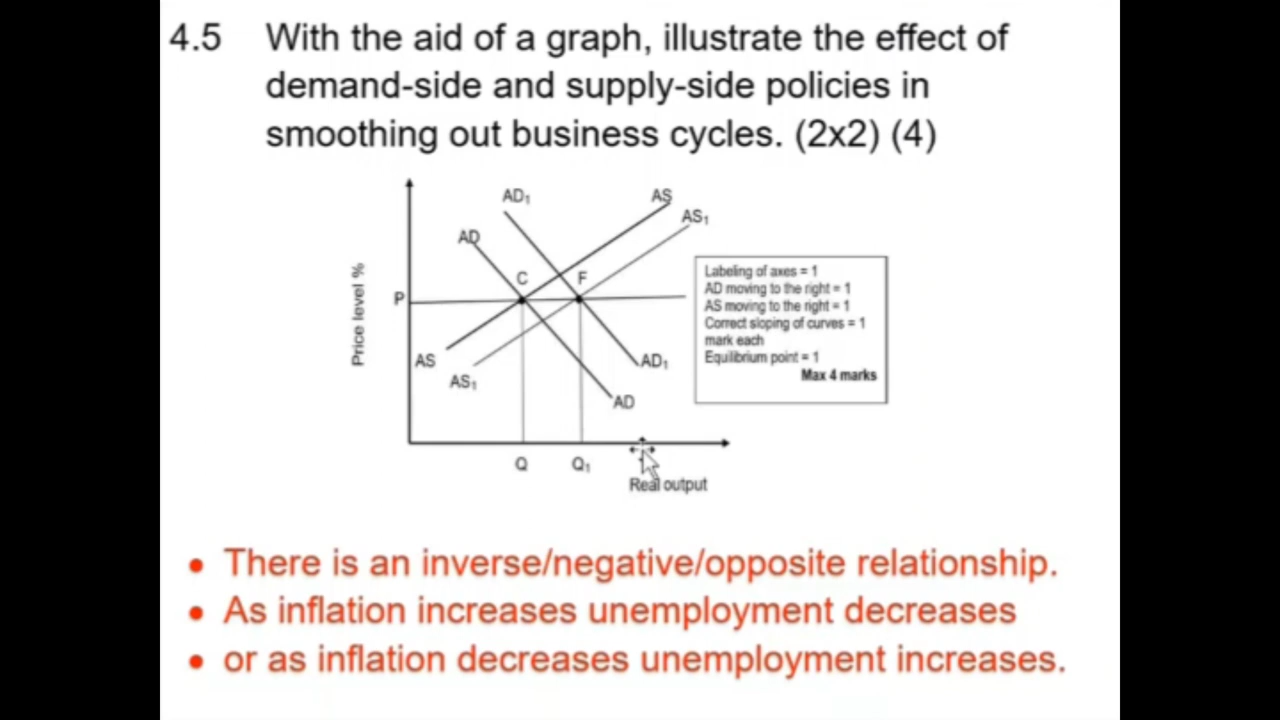 4.5 With the aid of a graph, illustrate the effect of
demand-side and supply-side policies in
smoothing out business cycles. (2x2) (4)
AD₁
AS
AS₁
AD
C
F
Price level %
P
AS
AS₁
AD₁
AD
Q
Q₁
Real output
Labeling of axes = 1
AD moving to the right = 1
AS moving to the right = 1
Correct sloping of curves = 1
mark each
Equilibrium point = 1
Max 4 marks
• There is an inverse/negative/opposite relationship.
• As inflation increases unemployment decreases
• or as inflation decreases unemployment increases.